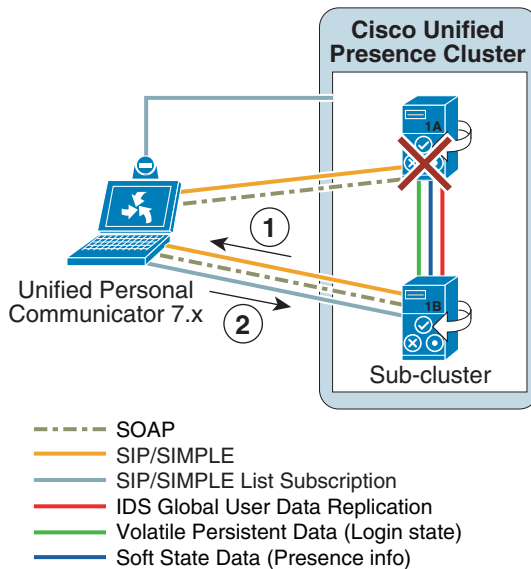 Cisco Unified
Presence Cluster
1A
1
Unified Personal
Communicator 7.x
2
1B
Sub-cluster
SOAP
SIP/SIMPLE
SIP/SIMPLE List Subscription
IDS Global User Data Replication
Volatile Persistent Data (Login state)
Soft State Data (Presence info)